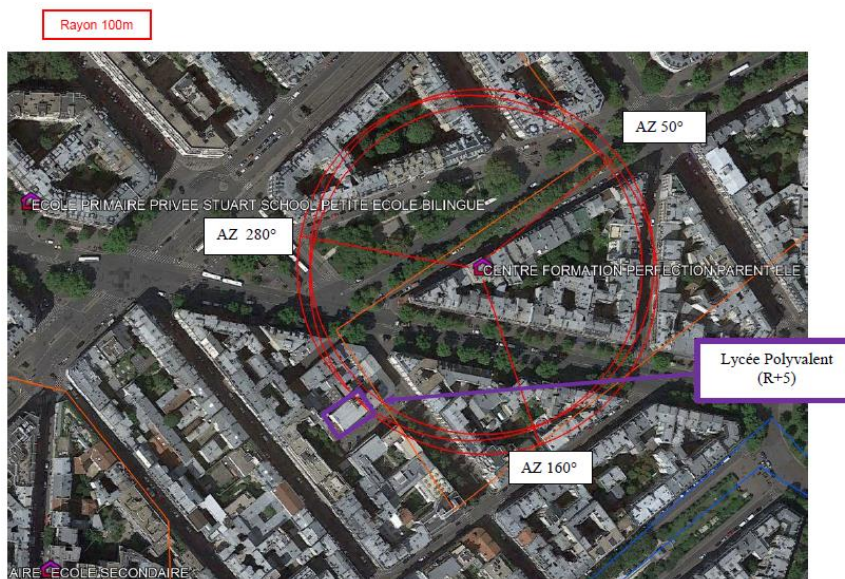 Rayon 100m
AZ 50°
ECOLE PRIMAIRE PRIVEE STUART SCHOOL PETITE ECOLE BILINGUE
AZ 280°
CENTRE FORMATION PERFECTION PARENT ELE
Lycée Polyvalent
(R+5)
AZ 160°
AIRE ECOLE SECONDAIRE